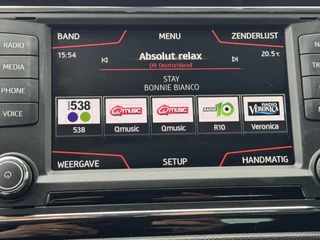 BAND MENU ZENDERLIJST
RADIO
15:54 Absolut relax 20.5°c
DR Deutschland
MEDIA
STAY
BONNIE BIANCO
PHONE
VOICE
538 Qmusic Qmusic RADIO 10 RADIO VERONICA
538 Qmusic Qmusic R10 Veronica
WEERGAVE SETUP HANDMATIG